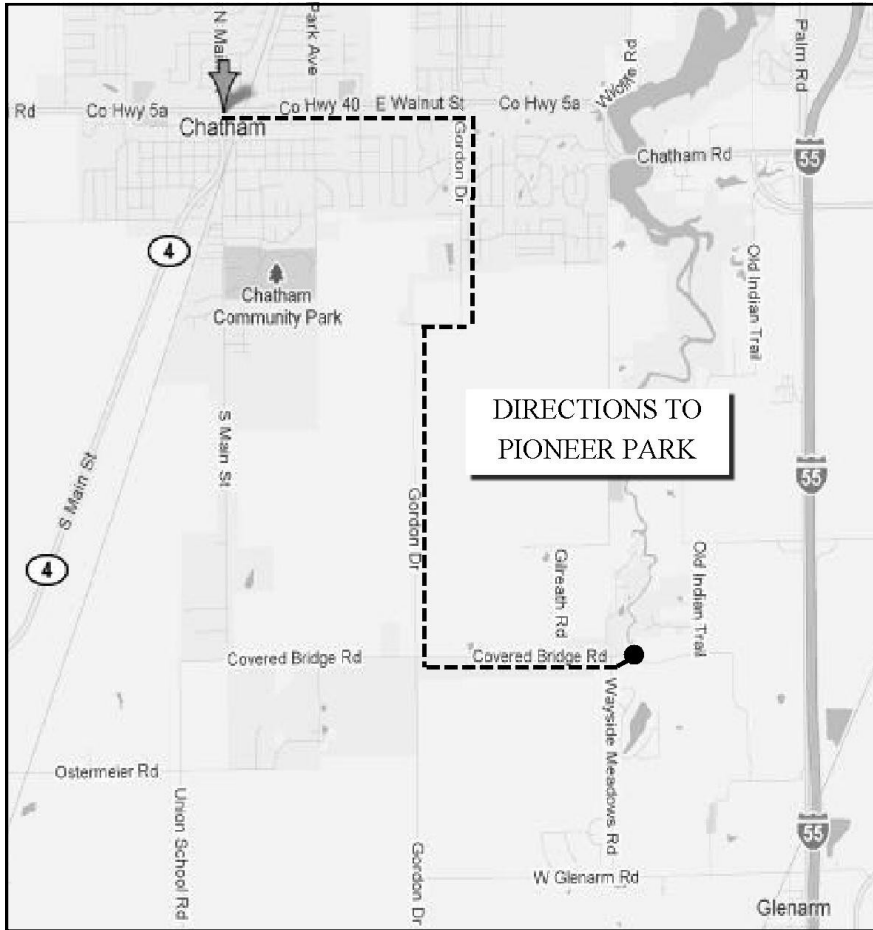 N Mai
Park Ave
Palm Rd
Rd
Co Hwy 5a
Co Hwy 40
E Walnut St
Co Hwy 5a
Chatham
Gordon Dr
Chatham Rd
55
4
Old Indian Trail
Chatham
Community Park
DIRECTIONS TO
PIONEER PARK
S Main St
S Main St
Gordon Dr
55
4
Gilreath Rd
Old Indian Trail
Covered Bridge Rd
Covered Bridge Rd
Wayside Meadows Rd
Ostermeier Rd
Union School Rd
55
Gordon Dr
W Glenarm Rd
Glenarm